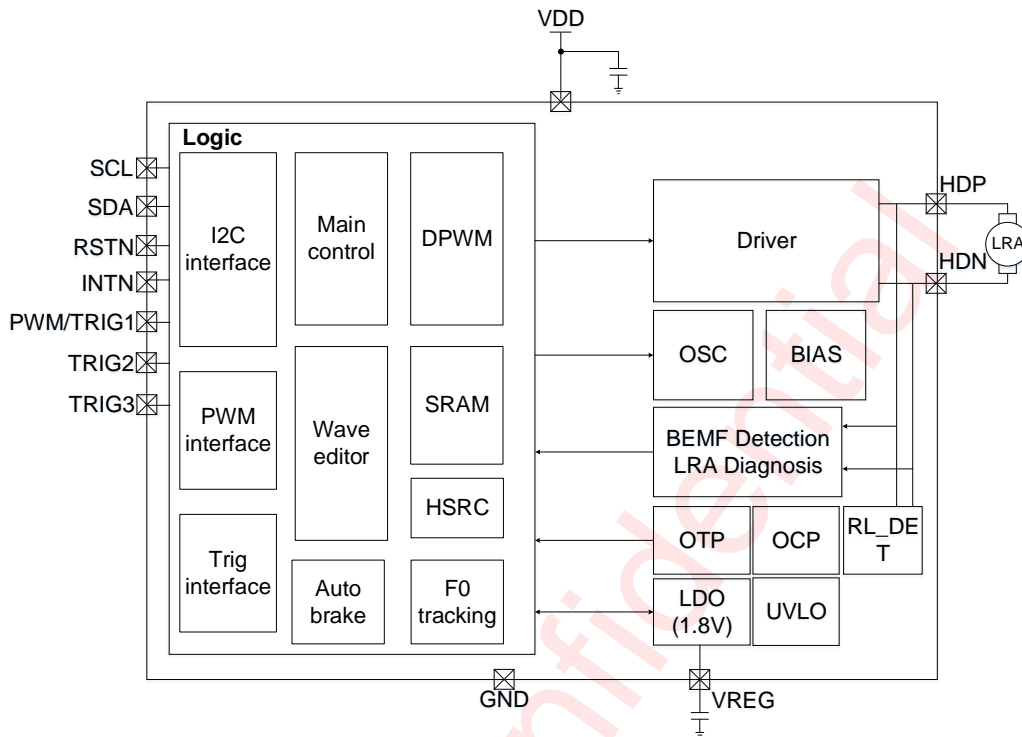 VDD
Logic
SCL
SDA
RSTN
INTN
PWM/TRIG1
TRIG2
TRIG3
I2C
interface
Main
control
DPWM
PWM
interface
Wave
editor
SRAM
HSRC
Trig
interface
Auto
brake
F0
tracking
Driver
HDP
LRA
HDN
OSC
BIAS
BEMF Detection
LRA Diagnosis
OTP
OCP
RL_DE
T
LDO
(1.8V)
UVLO
GND
VREG
nfidential